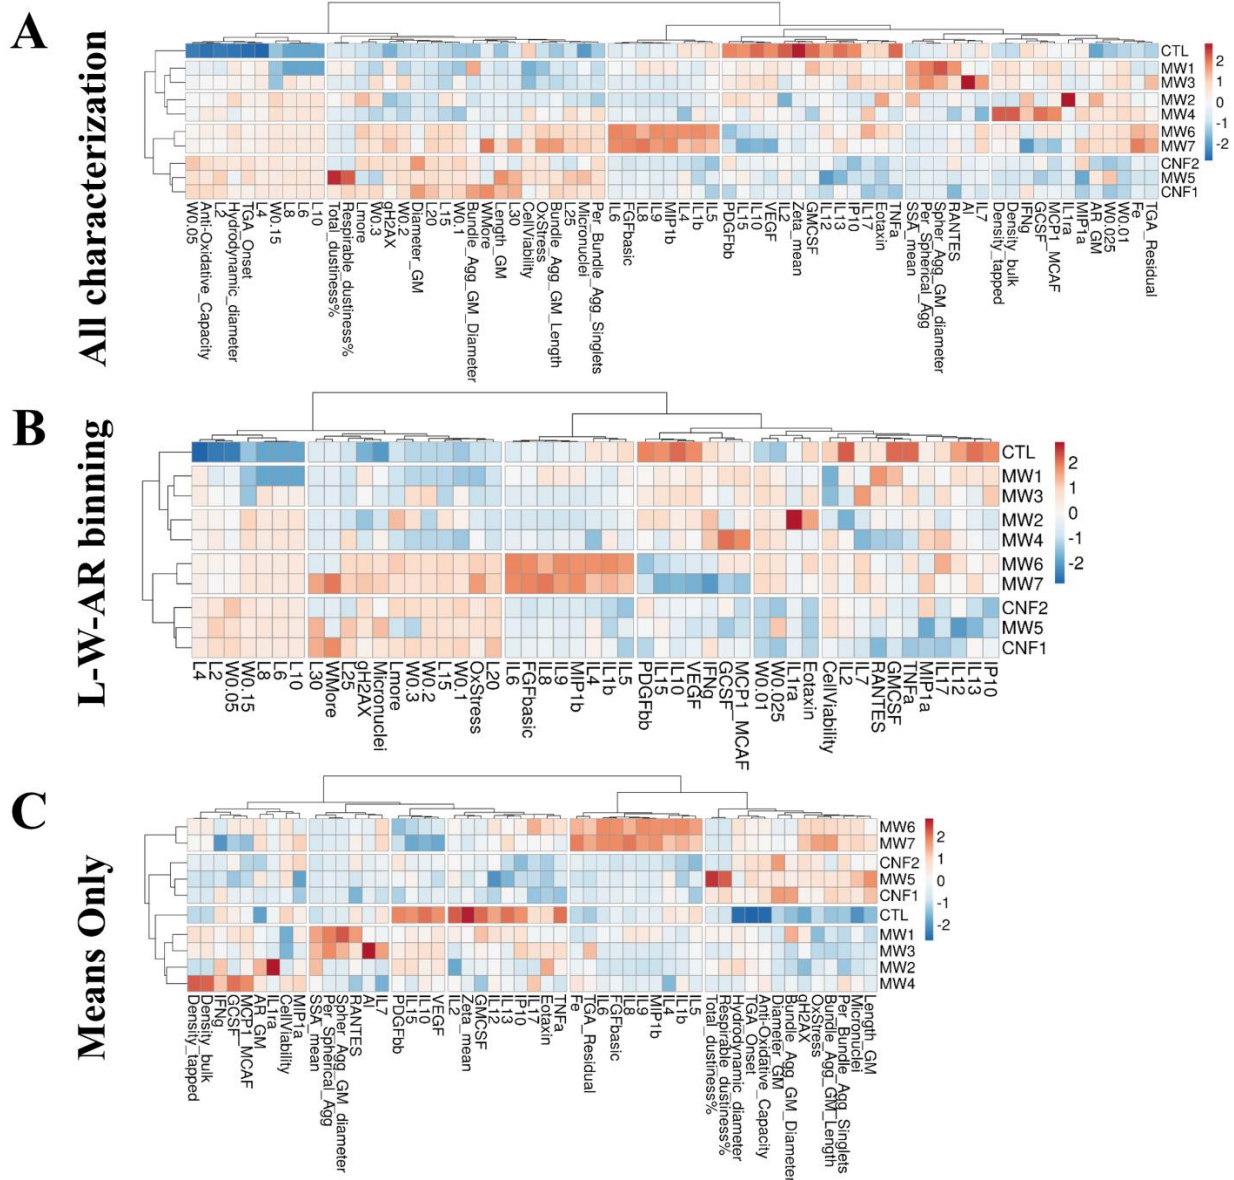 A
All characterization
CTL
MW1
MW3
MW2
MW4
MW6
MW7
CNF2
MW5
CNF1
2
1
0
-1
-2
W0.05
Anti-Oxidative_Capacity
L2
Hydrodynamic_diameter
TGA_Onset
L4
W0.15
L8
L6
L10
Total_dustiness%
Respirable_dustiness%
Lmore
W0.3
gH2AX
W0.2
Diameter_GM
L20
L15
W0.1
Bundle_Agg_GM_Diameter
WMore
Length_GM
L30
CellViability
OxStress
Bundle_Agg_GM_Length
L25
Micronuclei
Per_Bundle_Agg_Singlets
IL6
FGFbasic
IL8
IL9
MIP1b
IL4
IL1b
IL5
PDGFbb
IL15
IL10
VEGF
IL2
Zeta_mean
GMCSF
IL12
IL13
IP10
IL17
Eotaxin
TNFa
SSA_mean
Per_Spherical_Agg
Spher_Agg_GM_diameter
RANTES
Al
IL7
Density_tapped
Density_bulk
IFNg
GCSF
MCP1_MCAF
IL1ra
MIP1a
AR_GM
W0.025
W0.01
Fe
TGA_Residual
B
L-W-AR binning
CTL
MW1
MW3
MW2
MW4
MW6
MW7
CNF2
MW5
CNF1
2
1
0
-1
-2
L4
L2
W0.05
W0.15
L8
L6
L10
L30
WMore
L25
gH2AX
Micronuclei
Lmore
W0.3
W0.2
L15
W0.1
OxStress
L20
IL6
FGFbasic
IL8
IL9
MIP1b
IL4
IL1b
IL5
PDGFbb
IL15
IL10
VEGF
IFNg
GCSF
MCP1_MCAF
W0.01
W0.025
IL1ra
Eotaxin
CellViability
IL2
IL7
RANTES
GMCSF
TNFa
MIP1a
IL17
IL12
IL13
IP10
C
Means Only
MW6
MW7
CNF2
MW5
CNF1
CTL
MW1
MW3
MW2
MW4
2
1
0
-1
-2
Density_tapped
Density_bulk
IFNg
GCSF
MCP1_MCAF
AR_GM
IL1ra
CellViability
MIP1a
SSA_mean
Per_Spherical_Agg
Spher_Agg_GM_diameter
RANTES
Al
IL7
PDGFbb
IL15
IL10
VEGF
IL2
Zeta_mean
GMCSF
IL12
IL13
IP10
IL17
Eotaxin
TNFa
Fe
TGA_Residual
IL6
FGFbasic
IL8
IL9
MIP1b
IL4
IL1b
IL5
Total_dustiness%
Respirable_dustiness%
Hydrodynamic_diameter
TGA_Onset
Anti-Oxidative_Capacity
Diameter_GM
Bundle_Agg_GM_Diameter
gH2AX
OxStress
Bundle_Agg_GM_Length
Per_Bundle_Agg_Singlets
Micronuclei
Length_GM